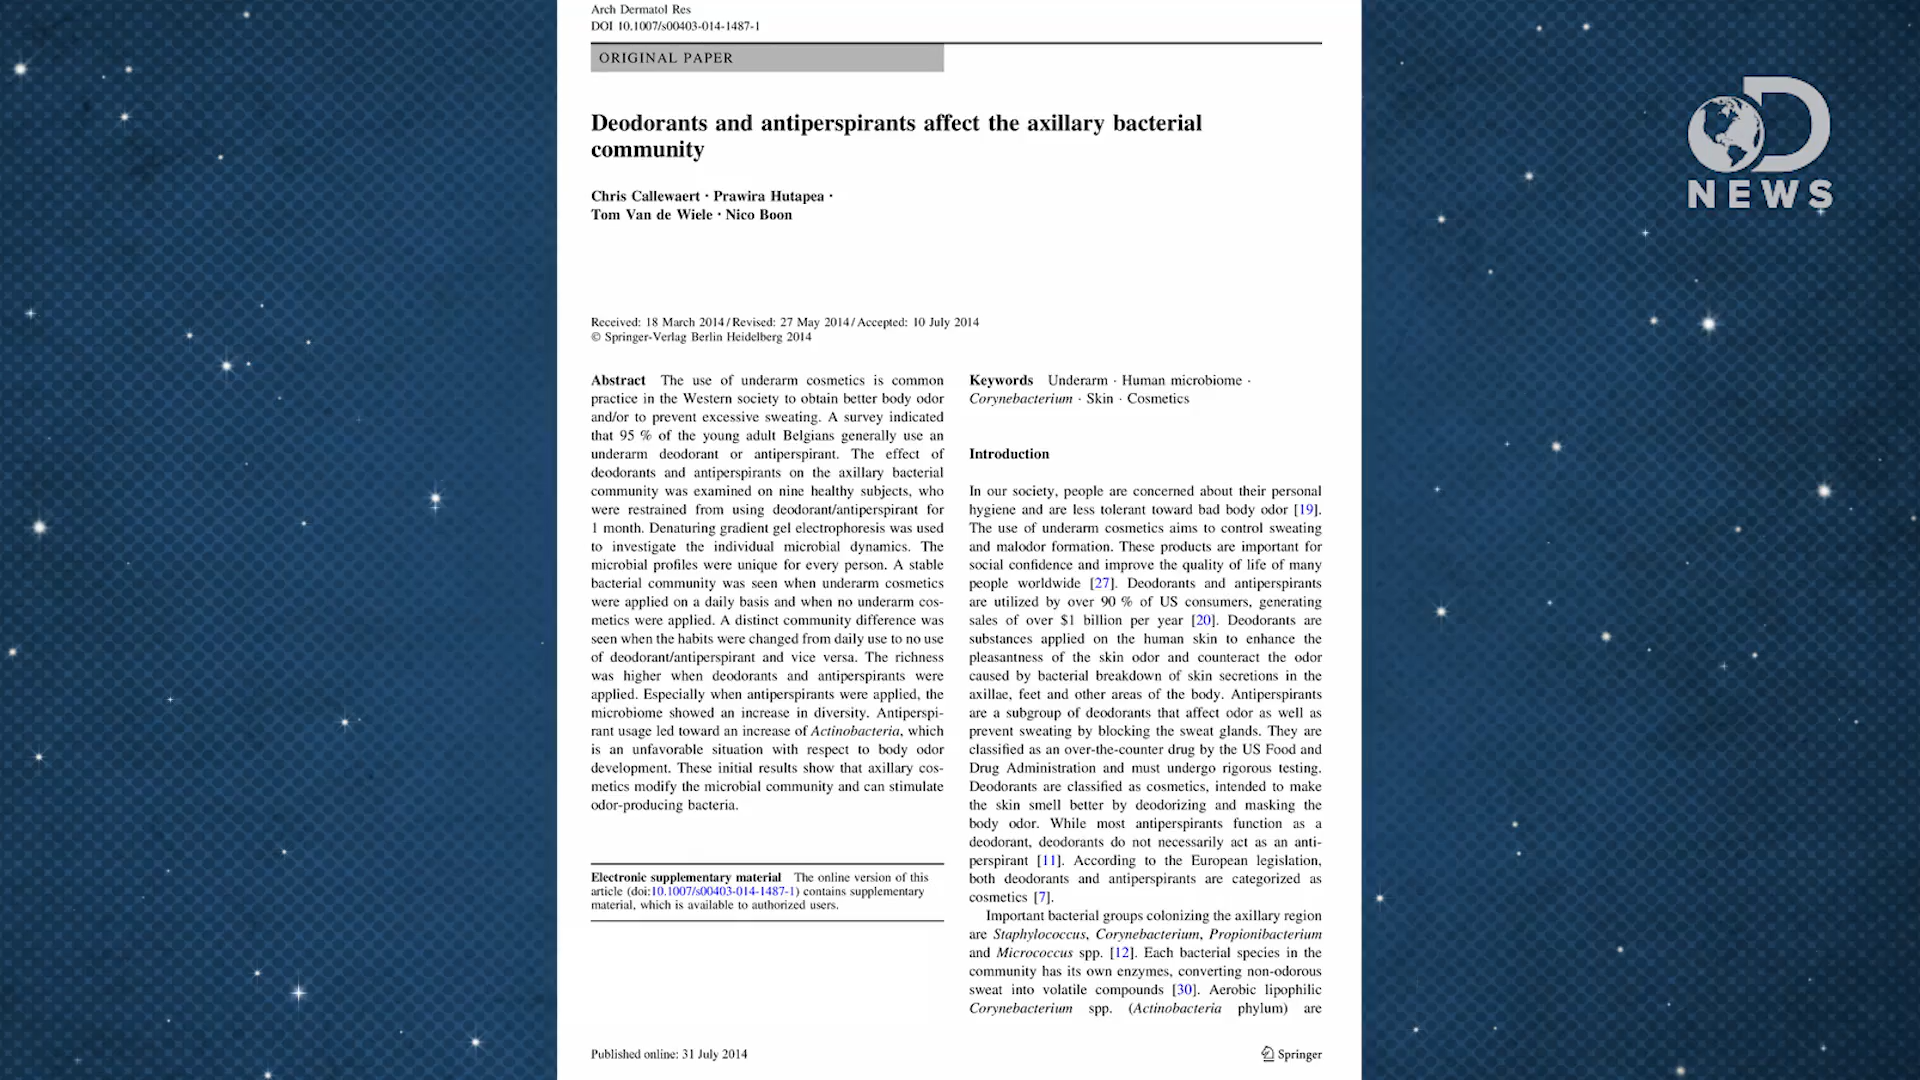 Arch Dermatol Res
DOI 10.1007/s00403-014-1487-1
ORIGINAL PAPER
Deodorants and antiperspirants affect the axillary bacterial
community
Chris Callewaert · Prawira Hutapea ·
Tom Van de Wiele · Nico Boon
Received: 18 March 2014 / Revised: 27 May 2014 / Accepted: 10 July 2014
© Springer-Verlag Berlin Heidelberg 2014
Abstract The use of underarm cosmetics is common
practice in the Western society to obtain better body odor
and/or to prevent excessive sweating. A survey indicated
that 95 % of the young adult Belgians generally use an
underarm deodorant or antiperspirant. The effect of
deodorants and antiperspirants on the axillary bacterial
community was examined on nine healthy subjects, who
were restrained from using deodorant/antiperspirant for
1 month. Denaturing gradient gel electrophoresis was used
to investigate the individual microbial dynamics. The
microbial profiles were unique for every person. A stable
bacterial community was seen when underarm cosmetics
were applied on a daily basis and when no underarm cos-
metics were applied. A distinct community difference was
seen when the habits were changed from daily use to no use
of deodorant/antiperspirant and vice versa. The richness
was higher when deodorants and antiperspirants were
applied. Especially when antiperspirants were applied, the
microbiome showed an increase in diversity. Antiperspi-
rant usage led toward an increase of Actinobacteria, which
is an unfavorable situation with respect to body odor
development. These initial results show that axillary cos-
metics modify the microbial community and can stimulate
odor-producing bacteria.
Electronic supplementary material The online version of this
article (doi:10.1007/s00403-014-1487-1) contains supplementary
material, which is available to authorized users.
Keywords Underarm · Human microbiome ·
Corynebacterium · Skin · Cosmetics
Introduction
In our society, people are concerned about their personal
hygiene and are less tolerant toward bad body odor [19].
The use of underarm cosmetics aims to control sweating
and malodor formation. These products are important for
social confidence and improve the quality of life of many
people worldwide [27]. Deodorants and antiperspirants
are utilized by over 90 % of US consumers, generating
sales of over $1 billion per year [20]. Deodorants are
substances applied on the human skin to enhance the
pleasantness of the skin odor and counteract the odor
caused by bacterial breakdown of skin secretions in the
axillae, feet and other areas of the body. Antiperspirants
are a subgroup of deodorants that affect odor as well as
prevent sweating by blocking the sweat glands. They are
classified as an over-the-counter drug by the US Food and
Drug Administration and must undergo rigorous testing.
Deodorants are classified as cosmetics, intended to make
the skin smell better by deodorizing and masking the
body odor. While most antiperspirants function as a
deodorant, deodorants do not necessarily act as an anti-
perspirant [11]. According to the European legislation,
both deodorants and antiperspirants are categorized as
cosmetics [7].
Important bacterial groups colonizing the axillary region
are Staphylococcus, Corynebacterium, Propionibacterium
and Micrococcus spp. [12]. Each bacterial species in the
community has its own enzymes, converting non-odorous
sweat into volatile compounds [30]. Aerobic lipophilic
Corynebacterium spp. (Actinobacteria phylum) are
Published online: 31 July 2014
Springer
D
NEWS